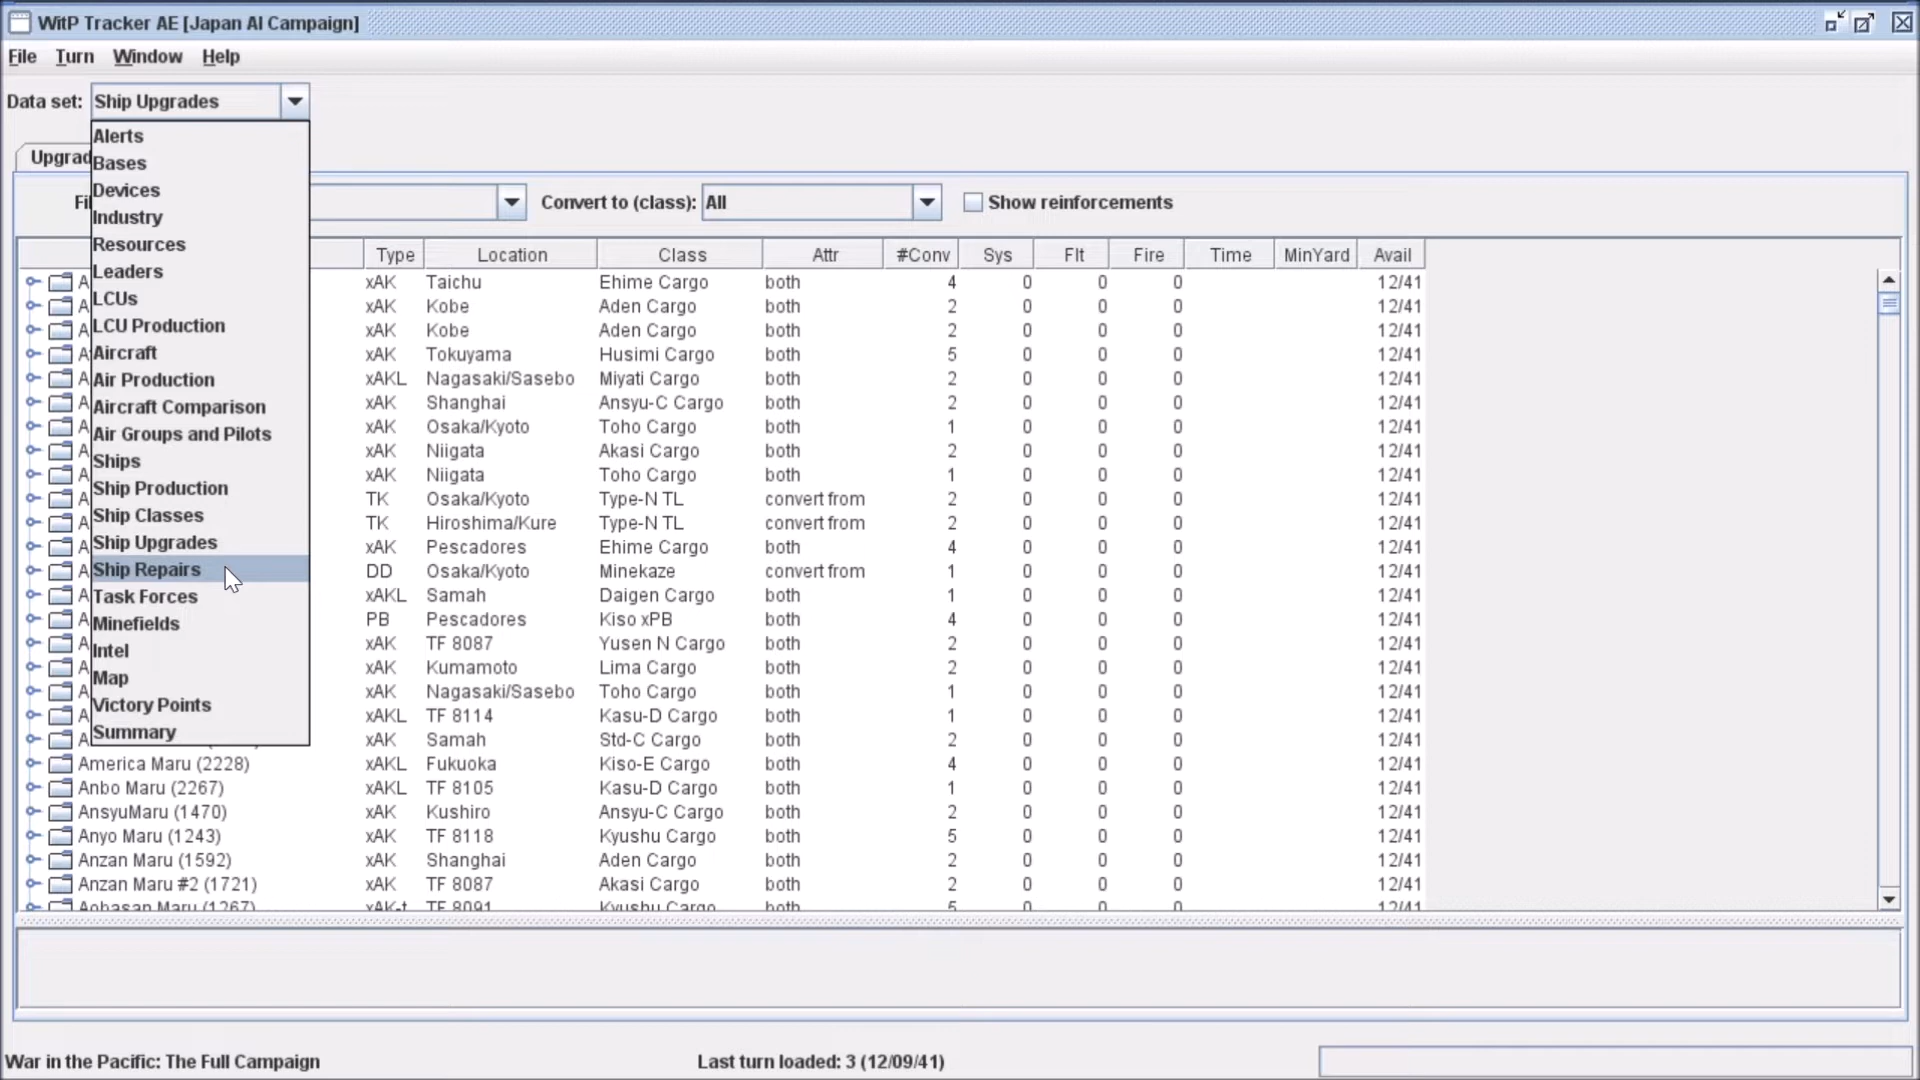 WitP Tracker AE [Japan AI Campaign]
File Turn Window Help
Data set: Ship Upgrades
Alerts
Bases
Devices
Industry
Resources
Leaders
LCUs
LCU Production
Aircraft
Air Production
Aircraft Comparison
Air Groups and Pilots
Ships
Ship Production
Ship Classes
Ship Upgrades
Ship Repairs
Task Forces
Minefields
Intel
Map
Victory Points
Summary
Convert to (class): All Show reinforcements
Type Location Class Attr #Conv Sys Flt Fire Time MinYard Avail
xAK Taichu Ehime Cargo both 4 0 0 0 12/41
xAK Kobe Aden Cargo both 2 0 0 0 12/41
xAK Kobe Aden Cargo both 2 0 0 0 12/41
xAK Tokuyama Husimi Cargo both 5 0 0 0 12/41
xAKL Nagasaki/Sasebo Miyati Cargo both 2 0 0 0 12/41
xAK Shanghai Ansyu-C Cargo both 2 0 0 0 12/41
xAK Osaka/Kyoto Toho Cargo both 1 0 0 0 12/41
xAK Niigata Akasi Cargo both 2 0 0 0 12/41
xAK Niigata Toho Cargo both 1 0 0 0 12/41
TK Osaka/Kyoto Type-N TL convert from 2 0 0 0 12/41
TK Hiroshima/Kure Type-N TL convert from 2 0 0 0 12/41
xAK Pescadores Ehime Cargo both 4 0 0 0 12/41
DD Osaka/Kyoto Minekaze convert from 1 0 0 0 12/41
xAKL Samah Daigen Cargo both 1 0 0 0 12/41
PB Pescadores Kiso xPB both 4 0 0 0 12/41
xAK TF 8087 Yusen N Cargo both 2 0 0 0 12/41
xAK Kumamoto Lima Cargo both 2 0 0 0 12/41
xAK Nagasaki/Sasebo Toho Cargo both 1 0 0 0 12/41
xAKL TF 8114 Kasu-D Cargo both 1 0 0 0 12/41
xAK Samah Std-C Cargo both 2 0 0 0 12/41
America Maru (2228) xAKL Fukuoka Kiso-E Cargo both 4 0 0 0 12/41
Anbo Maru (2267) xAKL TF 8105 Kasu-D Cargo both 1 0 0 0 12/41
AnsyuMaru (1470) xAK Kushiro Ansyu-C Cargo both 2 0 0 0 12/41
Anyo Maru (1243) xAK TF 8118 Kyushu Cargo both 5 0 0 0 12/41
Anzan Maru (1592) xAK Shanghai Aden Cargo both 2 0 0 0 12/41
Anzan Maru #2 (1721) xAK TF 8087 Akasi Cargo both 2 0 0 0 12/41
Aobasan Maru (1267) xAK-t TF 8091 Kyushu Cargo both 5 0 0 0 12/41
War in the Pacific: The Full Campaign Last turn loaded: 3 (12/09/41)